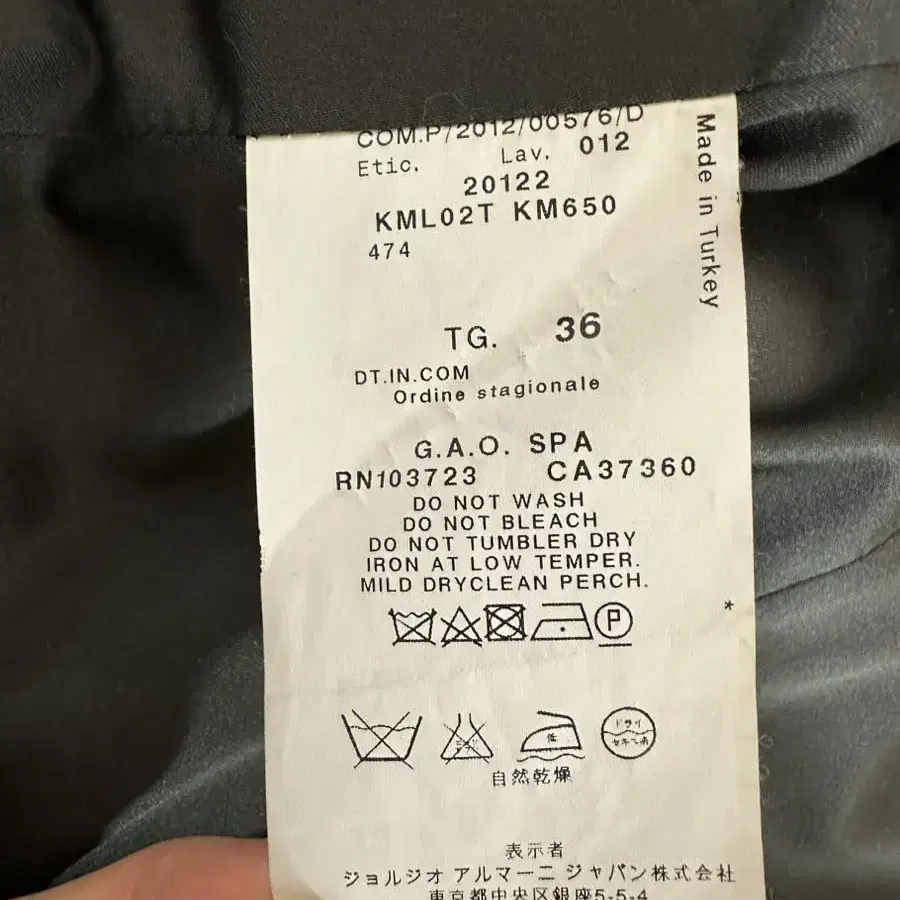 COM.P/2012/00576/D
Etic. Lav. 012
20122
KML02T KM650
474
Made in Turkey
TG. 36
DT.IN.COM
Ordine stagionale
G.A.O. SPA
RN103723 CA37360
DO NOT WASH
DO NOT BLEACH
DO NOT TUMBLER DRY
IRON AT LOW TEMPER.
MILD DRYCLEAN PERCH.
P
*
低
ドライ
セキユ系
自然乾燥
表示者
ジョルジオ アルマーニ ジャパン株式会社
東京都中央区銀座5-5-4